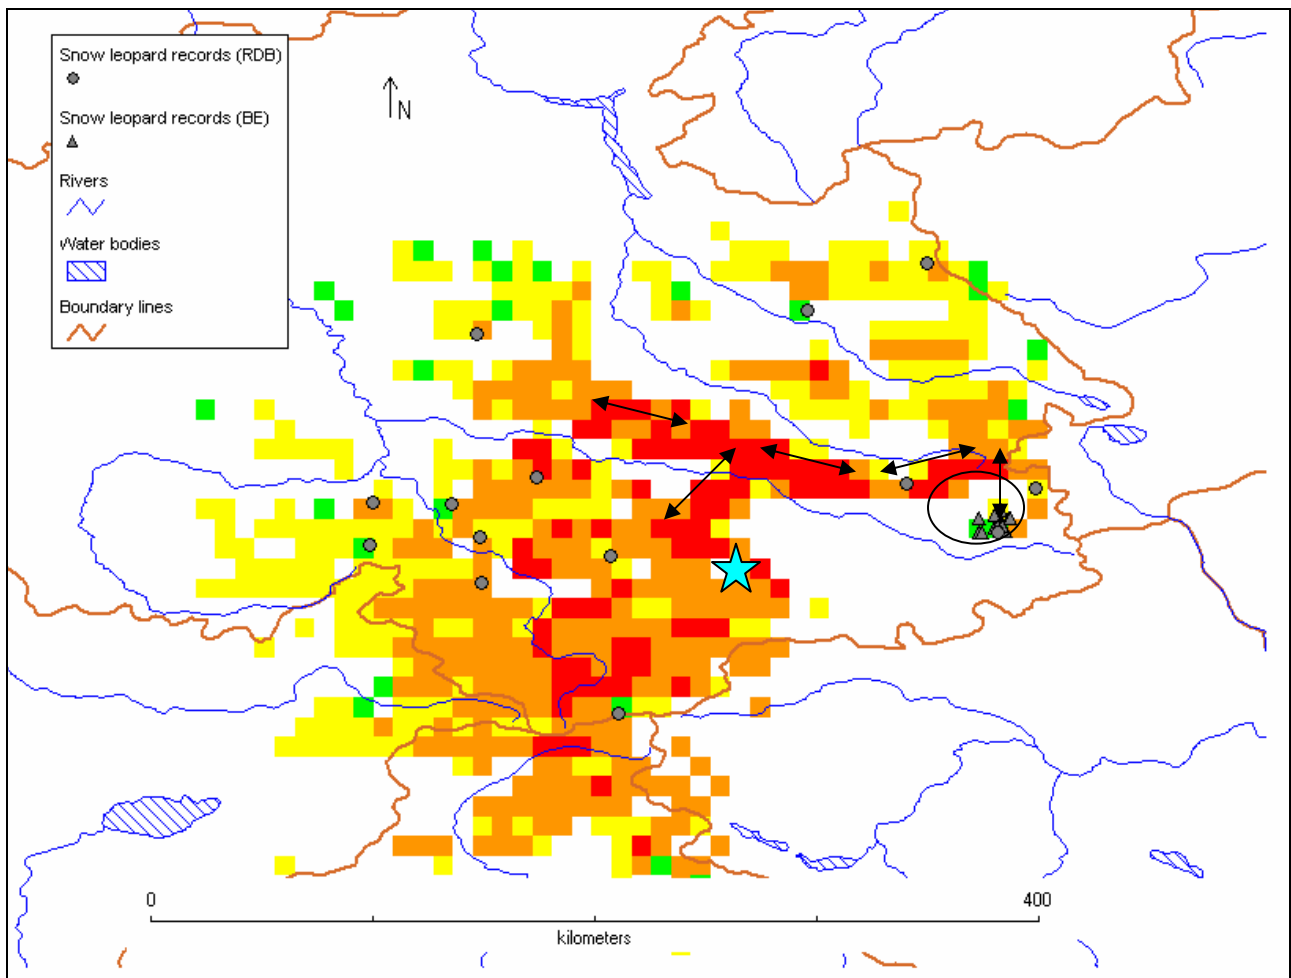 Snow leopard records (RDB)
Snow leopard records (BE)
Rivers
Water bodies
Boundary lines
N
0
400
kilometers